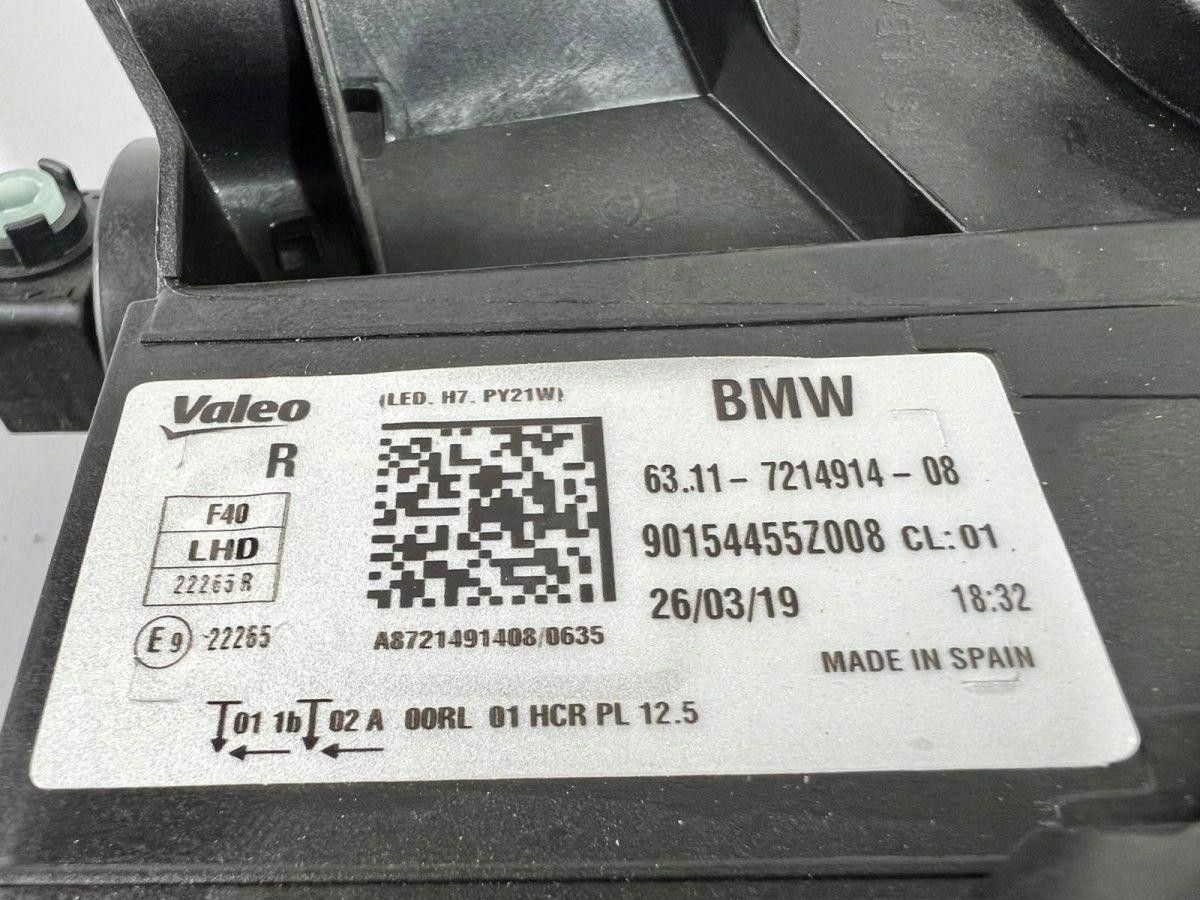 Valeo
(LED. H7. PY21W)
BMW
R
63.11 - 7214914 - 08
F40
LHD
22265 R
90154455Z008 CL: 01
26/03/19 18:32
E9 22265
A8721491408/0635
MADE IN SPAIN
01 1b 02 A 00RL 01 HCR PL 12.5